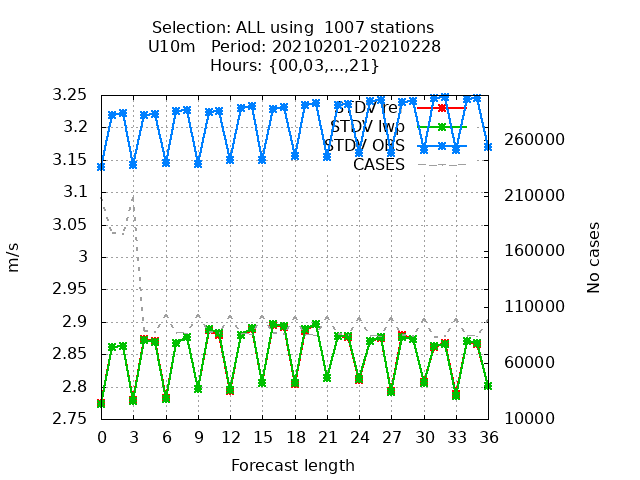 Selection: ALL using  1007 stations
U10m   Period: 20210201-20210228
Hours: {00,03,...,21}
3.25
3.2
3.15
3.1
3.05
3
2.95
2.9
2.85
2.8
2.75
m/s
STDV ref
STDV lwp
STDV OBS
CASES
260000
210000
160000
110000
60000
10000
No cases
0 3 6 9 12 15 18 21 24 27 30 33 36
Forecast length